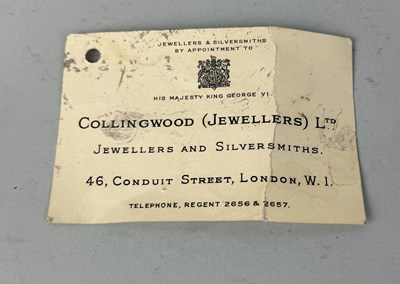 JEWELLERS & SILVERSMITHS
BY APPOINTMENT TO
HIS MAJESTY KING GEORGE VI.
COLLINGWOOD (JEWELLERS) LTD
JEWELLERS AND SILVERSMITHS.
46, CONDUIT STREET, LONDON, W.1.
TELEPHONE, REGENT 2656 & 2657.